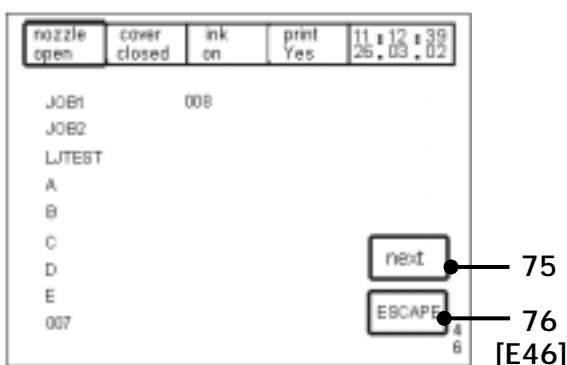 nozzle cover ink print 11 : 12 : 39
open closed on Yes 26 . 03 . 02
JOB1 008
JOB2
LJTEST
A
B
C
D
E
007
next
75
ESCAPE
76
4
6
[E46]